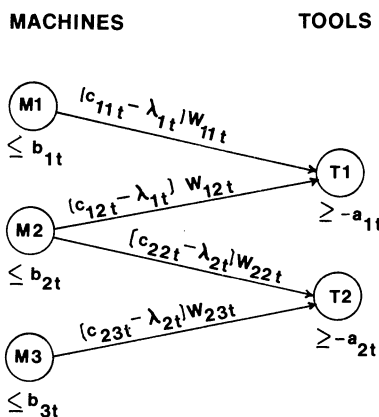 MACHINES TOOLS
M1
[c₁₁ₜ – λ₁ₜ]W₁₁ₜ
≤ b₁ₜ
T1
≥ -a₁ₜ
[c₁₂ₜ – λ₁ₜ] W₁₂ₜ
M2
≤ b₂ₜ
[c₂₂ₜ – λ₂ₜ]W₂₂ₜ
T2
≥ -a₂ₜ
[c₂₃ₜ – λ₂ₜ]W₂₃ₜ
M3
≤ b₃ₜ